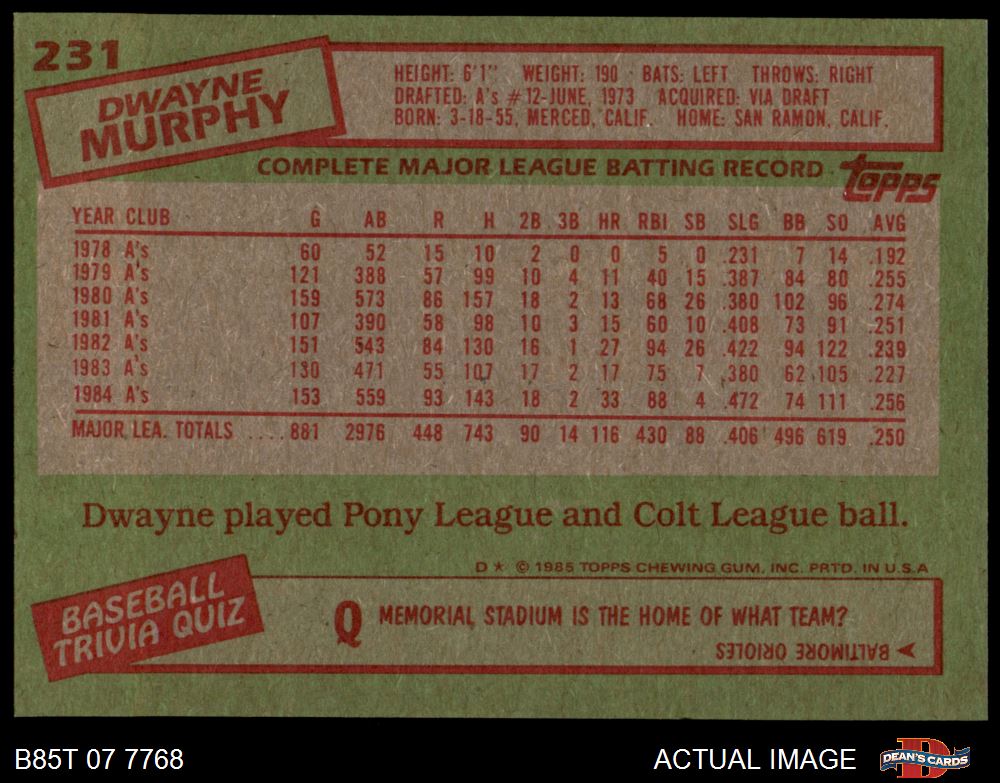 231
DWAYNE
MURPHY
HEIGHT: 6'1" WEIGHT: 190 BATS: LEFT THROWS: RIGHT
DRAFTED: A's #12-JUNE, 1973 ACQUIRED: VIA DRAFT
BORN: 3-18-55, MERCED, CALIF. HOME: SAN RAMON, CALIF.
COMPLETE MAJOR LEAGUE BATTING RECORD topps
YEAR CLUB G AB R H 2B 3B HR RBI SB SLG BB SO AVG
1978 A's 60 52 15 10 2 0 0 5 0 .231 7 14 .192
1979 A's 121 388 57 99 10 4 11 40 15 .387 84 80 .255
1980 A's 159 573 86 157 18 2 13 68 26 .380 102 96 .274
1981 A's 107 390 58 98 10 3 15 60 10 .408 73 91 .251
1982 A's 151 543 84 130 16 1 27 94 26 .422 94 122 .239
1983 A's 130 471 55 107 17 2 17 75 7 .380 62 105 .227
1984 A's 153 559 93 143 18 2 33 88 4 .472 74 111 .256
MAJOR LEA. TOTALS .... 881 2976 448 743 90 14 116 430 88 .406 496 619 .250
Dwayne played Pony League and Colt League ball.
D ★ © 1985 TOPPS CHEWING GUM, INC. PRTD. IN U.S.A
BASEBALL
TRIVIA QUIZ
Q MEMORIAL STADIUM IS THE HOME OF WHAT TEAM?
BALTIMORE ORIOLES
B85T 07 7768 ACTUAL IMAGE DEAN'S CARDS